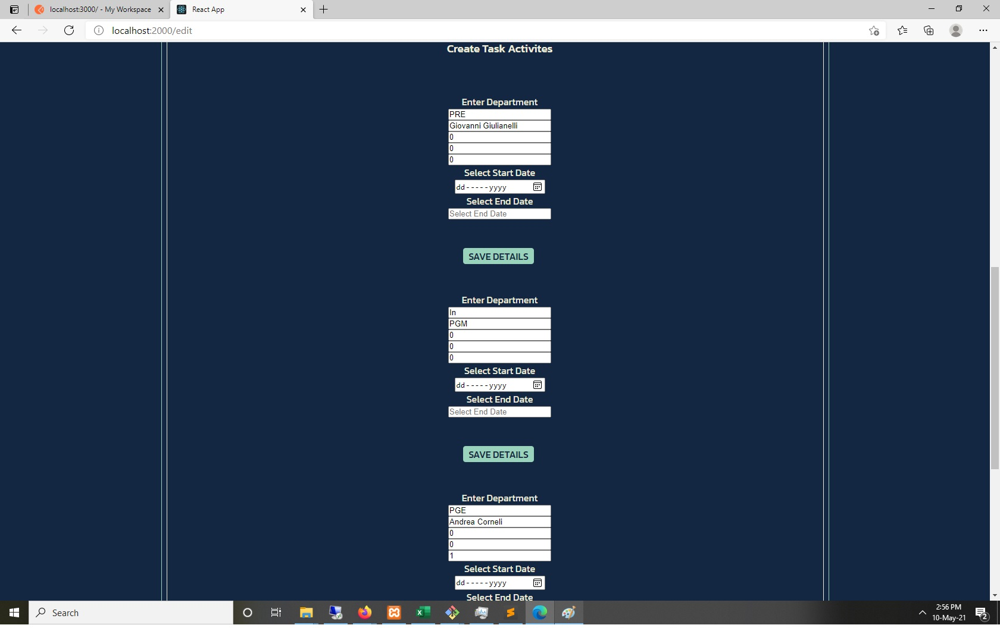 localhost:3000/ - My Workspace
React App
localhost:2000/edit
Create Task Activites
Enter Department
PRE
Giovanni Giulianelli
0
0
0
Select Start Date
dd-----yyyy
Select End Date
Select End Date
SAVE DETAILS
Enter Department
In
PGM
0
0
0
Select Start Date
dd-----yyyy
Select End Date
Select End Date
SAVE DETAILS
Enter Department
PGE
Andrea Corneli
0
0
1
Select Start Date
dd-----yyyy
Select End Date
Search
2:56 PM
10-May-21
2